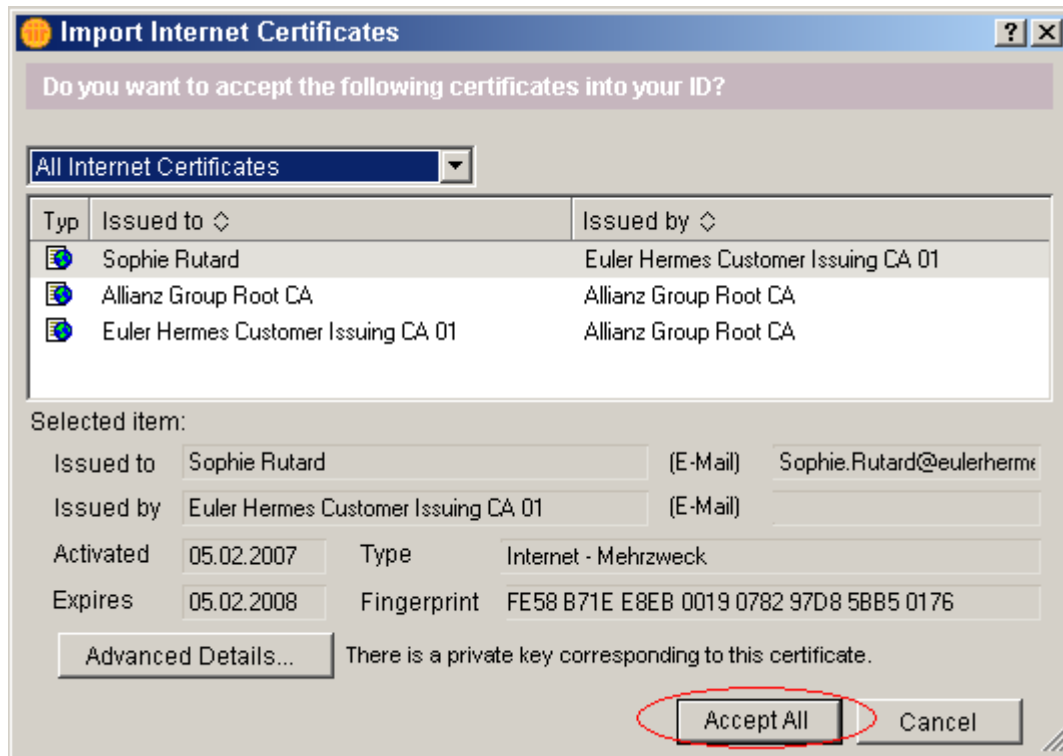 Import Internet Certificates
Do you want to accept the following certificates into your ID?
All Internet Certificates
Typ Issued to Issued by
Sophie Rutard Euler Hermes Customer Issuing CA 01
Allianz Group Root CA Allianz Group Root CA
Euler Hermes Customer Issuing CA 01 Allianz Group Root CA
Selected item:
Issued to Sophie Rutard (E-Mail) Sophie.Rutard@eulerherme
Issued by Euler Hermes Customer Issuing CA 01 (E-Mail)
Activated 05.02.2007 Type Internet - Mehrzweck
Expires 05.02.2008 Fingerprint FE58 B71E E8EB 0019 0782 97D8 5BB5 0176
Advanced Details... There is a private key corresponding to this certificate.
Accept All Cancel